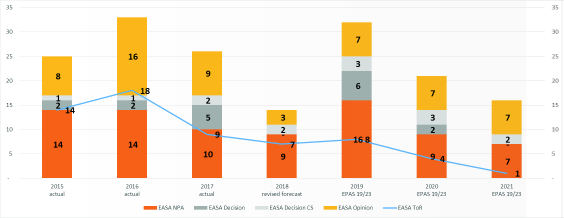 35 35
30 30
25 25
20 20
15 15
10 10
5 5
- -
8 1 2 14 14
16 1 2 14 18
9 2 5 10 9
3 2 9 7
7 3 6 16 8
7 3 2 9 4
7 2 7 1
2015 2016 2017 2018 2019 2020 2021
actual actual actual revised forecast EPAS 19/23 EPAS 19/23 EPAS 19/23
EASA NPA EASA Decision EASA Decision CS EASA Opinion EASA ToR